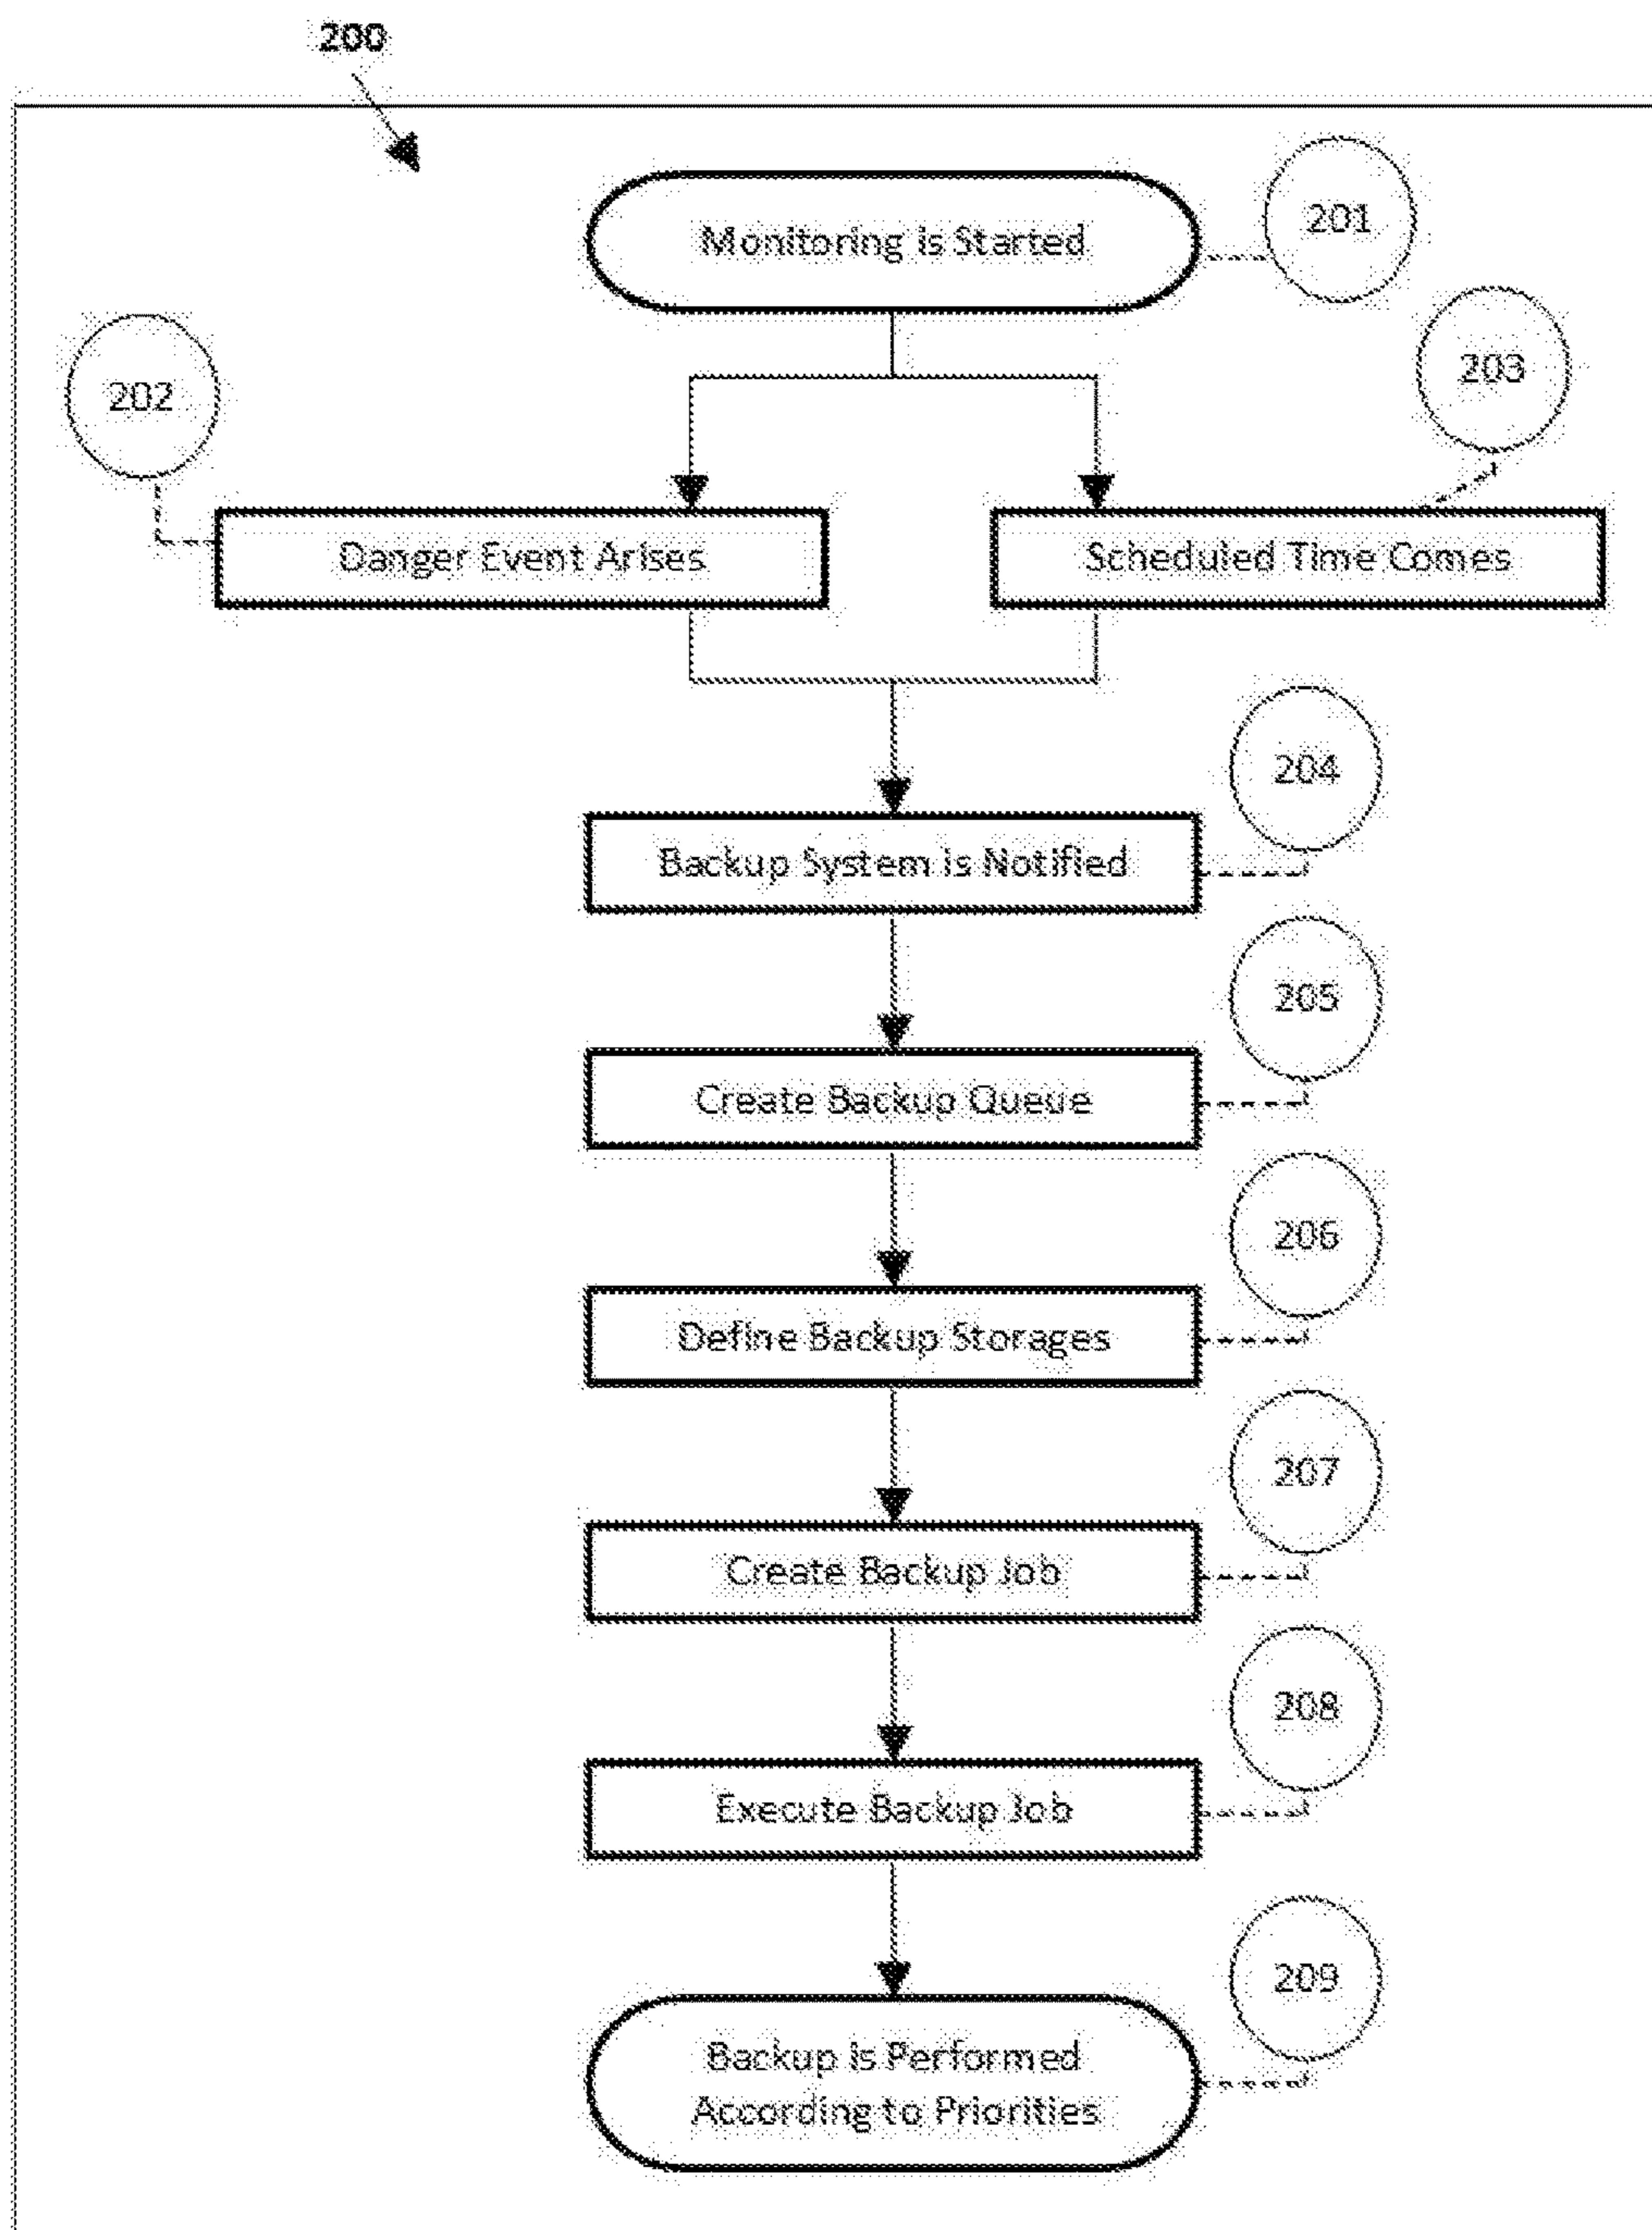 200
Monitoring is Started
201
202
203
Danger Event Arises
Scheduled Time Comes
204
Backup System is Notified
205
Create Backup Queue
206
Define Backup Storages
207
Create Backup Job
208
Execute Backup Job
209
Backup is Performed
According to Priorities